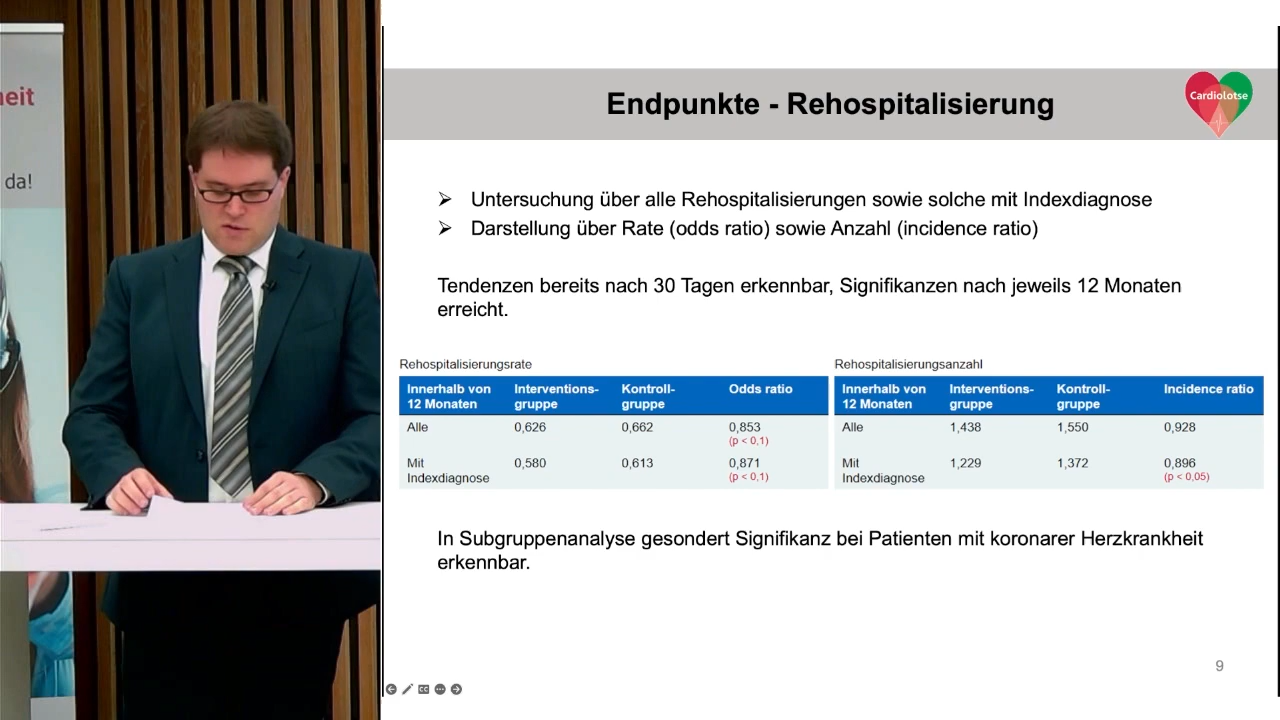 eit
da!
Endpunkte - Rehospitalisierung
CardioLotse
➢ Untersuchung über alle Rehospitalisierungen sowie solche mit Indexdiagnose
➢ Darstellung über Rate (odds ratio) sowie Anzahl (incidence ratio)
Tendenzen bereits nach 30 Tagen erkennbar, Signifikanzen nach jeweils 12 Monaten
erreicht.
Rehospitalisierungsrate
Innerhalb von 12 Monaten Interventions-gruppe Kontroll-gruppe Odds ratio
Alle 0,626 0,662 0,853
(p < 0,1)
Mit Indexdiagnose 0,580 0,613 0,871
(p < 0,1)
Rehospitalisierungsanzahl
Innerhalb von 12 Monaten Interventions-gruppe Kontroll-gruppe Incidence ratio
Alle 1,438 1,550 0,928
Mit Indexdiagnose 1,229 1,372 0,896
(p < 0,05)
In Subgruppenanalyse gesondert Signifikanz bei Patienten mit koronarer Herzkrankheit
erkennbar.
9